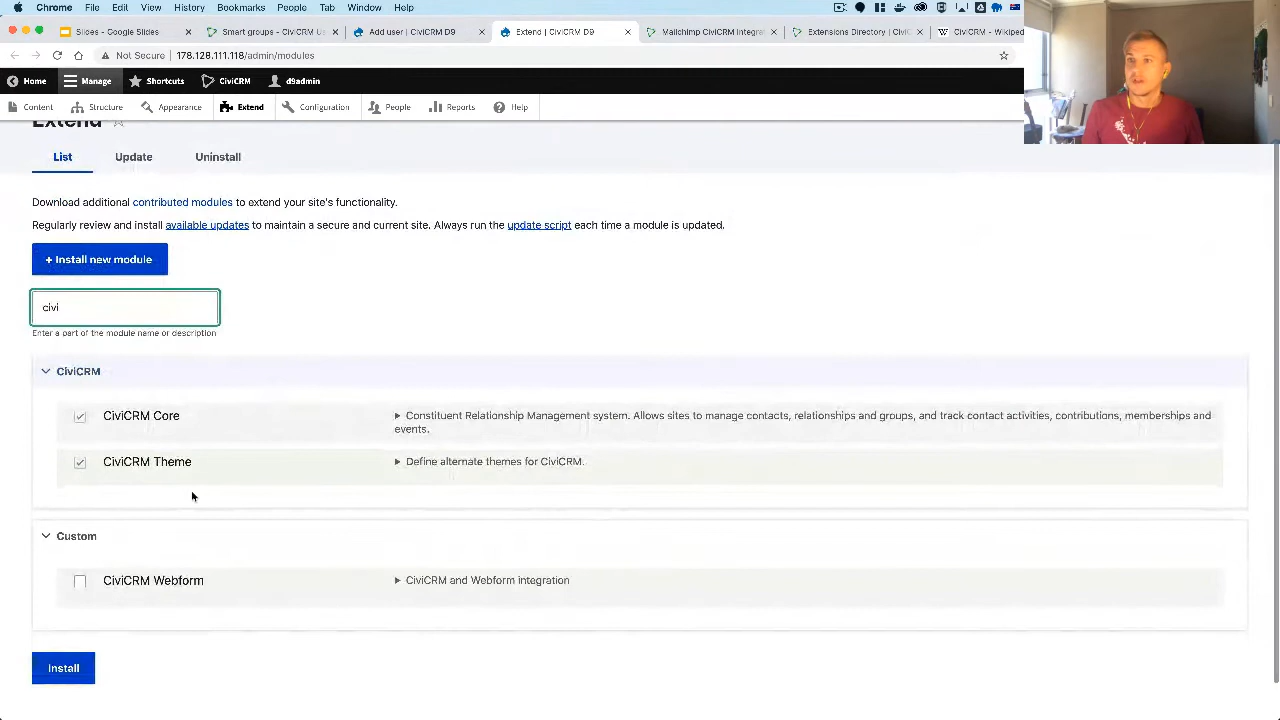 Chrome File Edit View History Bookmarks People Tab Window Help
Slides - Google Slides
Smart groups - CiviCRM U
Add user | CiviCRM D9
Extend | CiviCRM D9
Mailchimp CiviCRM Integr
Extensions Directory | Civi
CiviCRM - Wikipe
Not Secure | 178.128.111.118/admin/modules
Home Manage Shortcuts CiviCRM d9admin
Content Structure Appearance Extend Configuration People Reports Help
Extend
List Update Uninstall
Download additional contributed modules to extend your site's functionality.
Regularly review and install available updates to maintain a secure and current site. Always run the update script each time a module is updated.
+ Install new module
civi
Enter a part of the module name or description
CiviCRM
CiviCRM Core
Constituent Relationship Management system. Allows sites to manage contacts, relationships and groups, and track contact activities, contributions, memberships and
events.
CiviCRM Theme
Define alternate themes for CiviCRM.
Custom
CiviCRM Webform
CiviCRM and Webform integration
Install